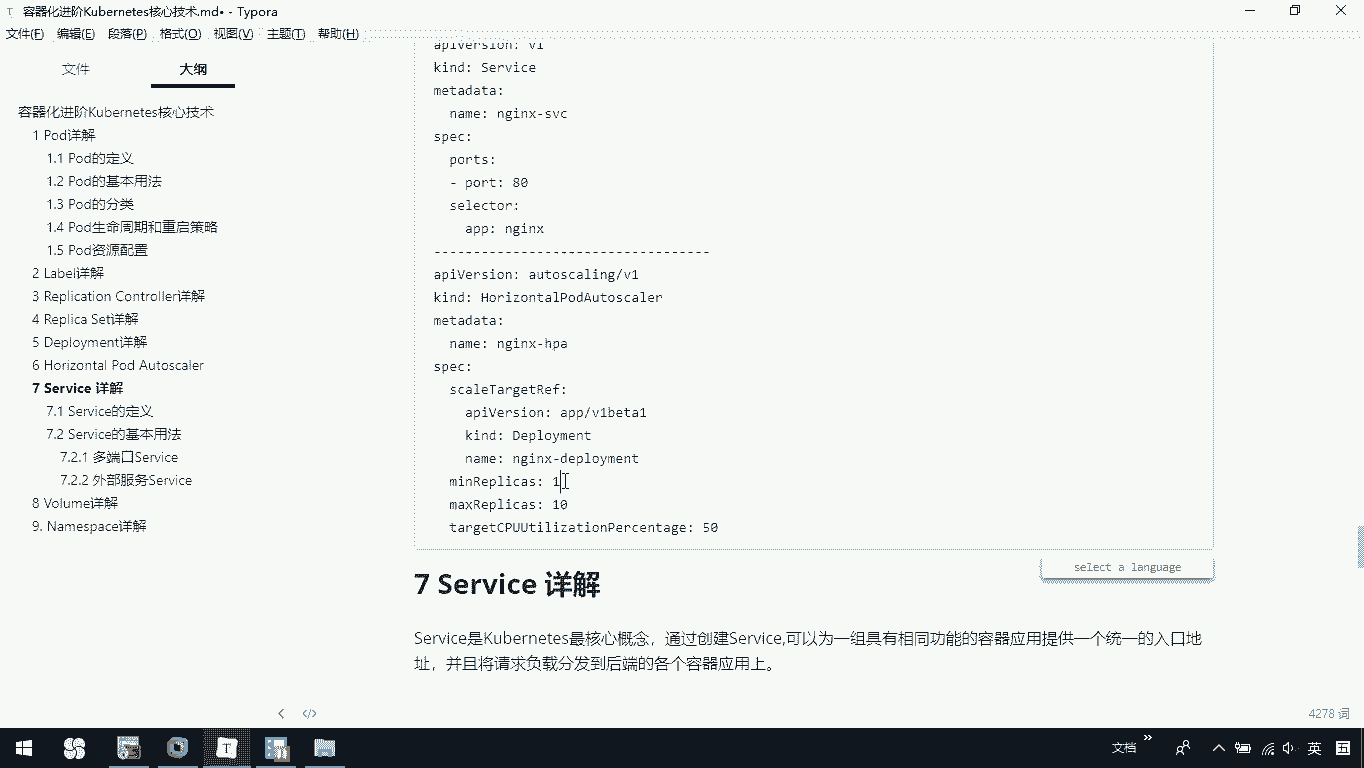 容器化进阶Kubernetes核心技术.md• - Typora
文件(F) 编辑(E) 段落(P) 格式(O) 视图(V) 主题(T) 帮助(H)
文件 大纲
容器化进阶Kubernetes核心技术
1 Pod详解
1.1 Pod的定义
1.2 Pod的基本用法
1.3 Pod的分类
1.4 Pod生命周期和重启策略
1.5 Pod资源配置
2 Label详解
3 Replication Controller详解
4 Replica Set详解
5 Deployment详解
6 Horizontal Pod Autoscaler
7 Service 详解
7.1 Service的定义
7.2 Service的基本用法
7.2.1 多端口Service
7.2.2 外部服务Service
8 Volume详解
9. Namespace详解
apiVersion: v1
kind: Service
metadata:
name: nginx-svc
spec:
ports:
- port: 80
selector:
app: nginx
-----------------------------------
apiVersion: autoscaling/v1
kind: HorizontalPodAutoscaler
metadata:
name: nginx-hpa
spec:
scaleTargetRef:
apiVersion: app/v1beta1
kind: Deployment
name: nginx-deployment
minReplicas: 1
maxReplicas: 10
targetCPUUtilizationPercentage: 50
select a language
7 Service 详解
Service是Kubernetes最核心概念，通过创建Service,可以为一组具有相同功能的容器应用提供一个统一的入口地
址，并且将请求负载分发到后端的各个容器应用上。
4278 词
T
文档
英
五